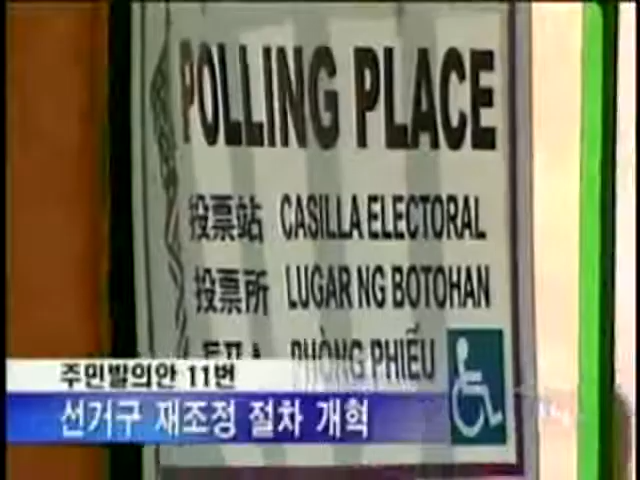 POLLING PLACE
投票站 CASILLA ELECTORAL
投票所 LUGAR NG BOTOHAN
PHÒNG PHIẾU
주민발의안 11번
선거구 재조정 절차 개혁